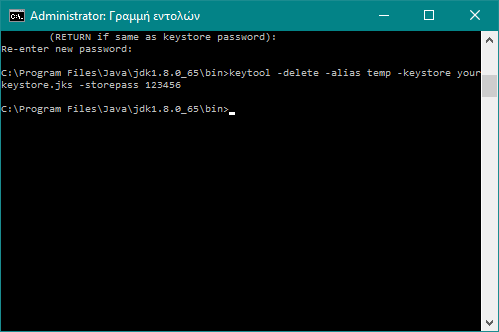 Administrator: Γραμμή εντολών
(RETURN if same as keystore password):
Re-enter new password:
C:\Program Files\Java\jdk1.8.0_65\bin>keytool -delete -alias temp -keystore your
keystore.jks -storepass 123456
C:\Program Files\Java\jdk1.8.0_65\bin>